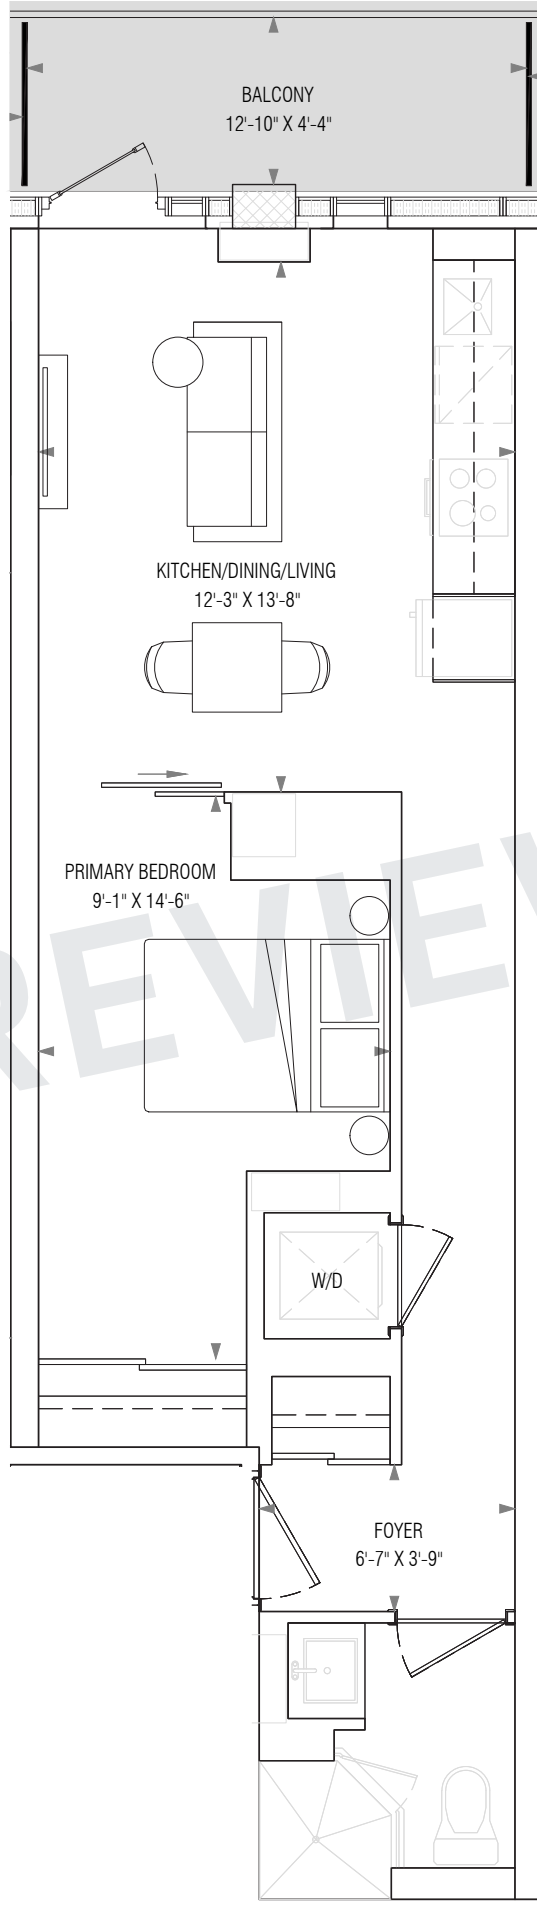 BALCONY
12'-10" X 4'-4"
KITCHEN/DINING/LIVING
12'-3" X 13'-8"
PRIMARY BEDROOM
9'-1" X 14'-6"
REVIEW
W/D
FOYER
6'-7" X 3'-9"